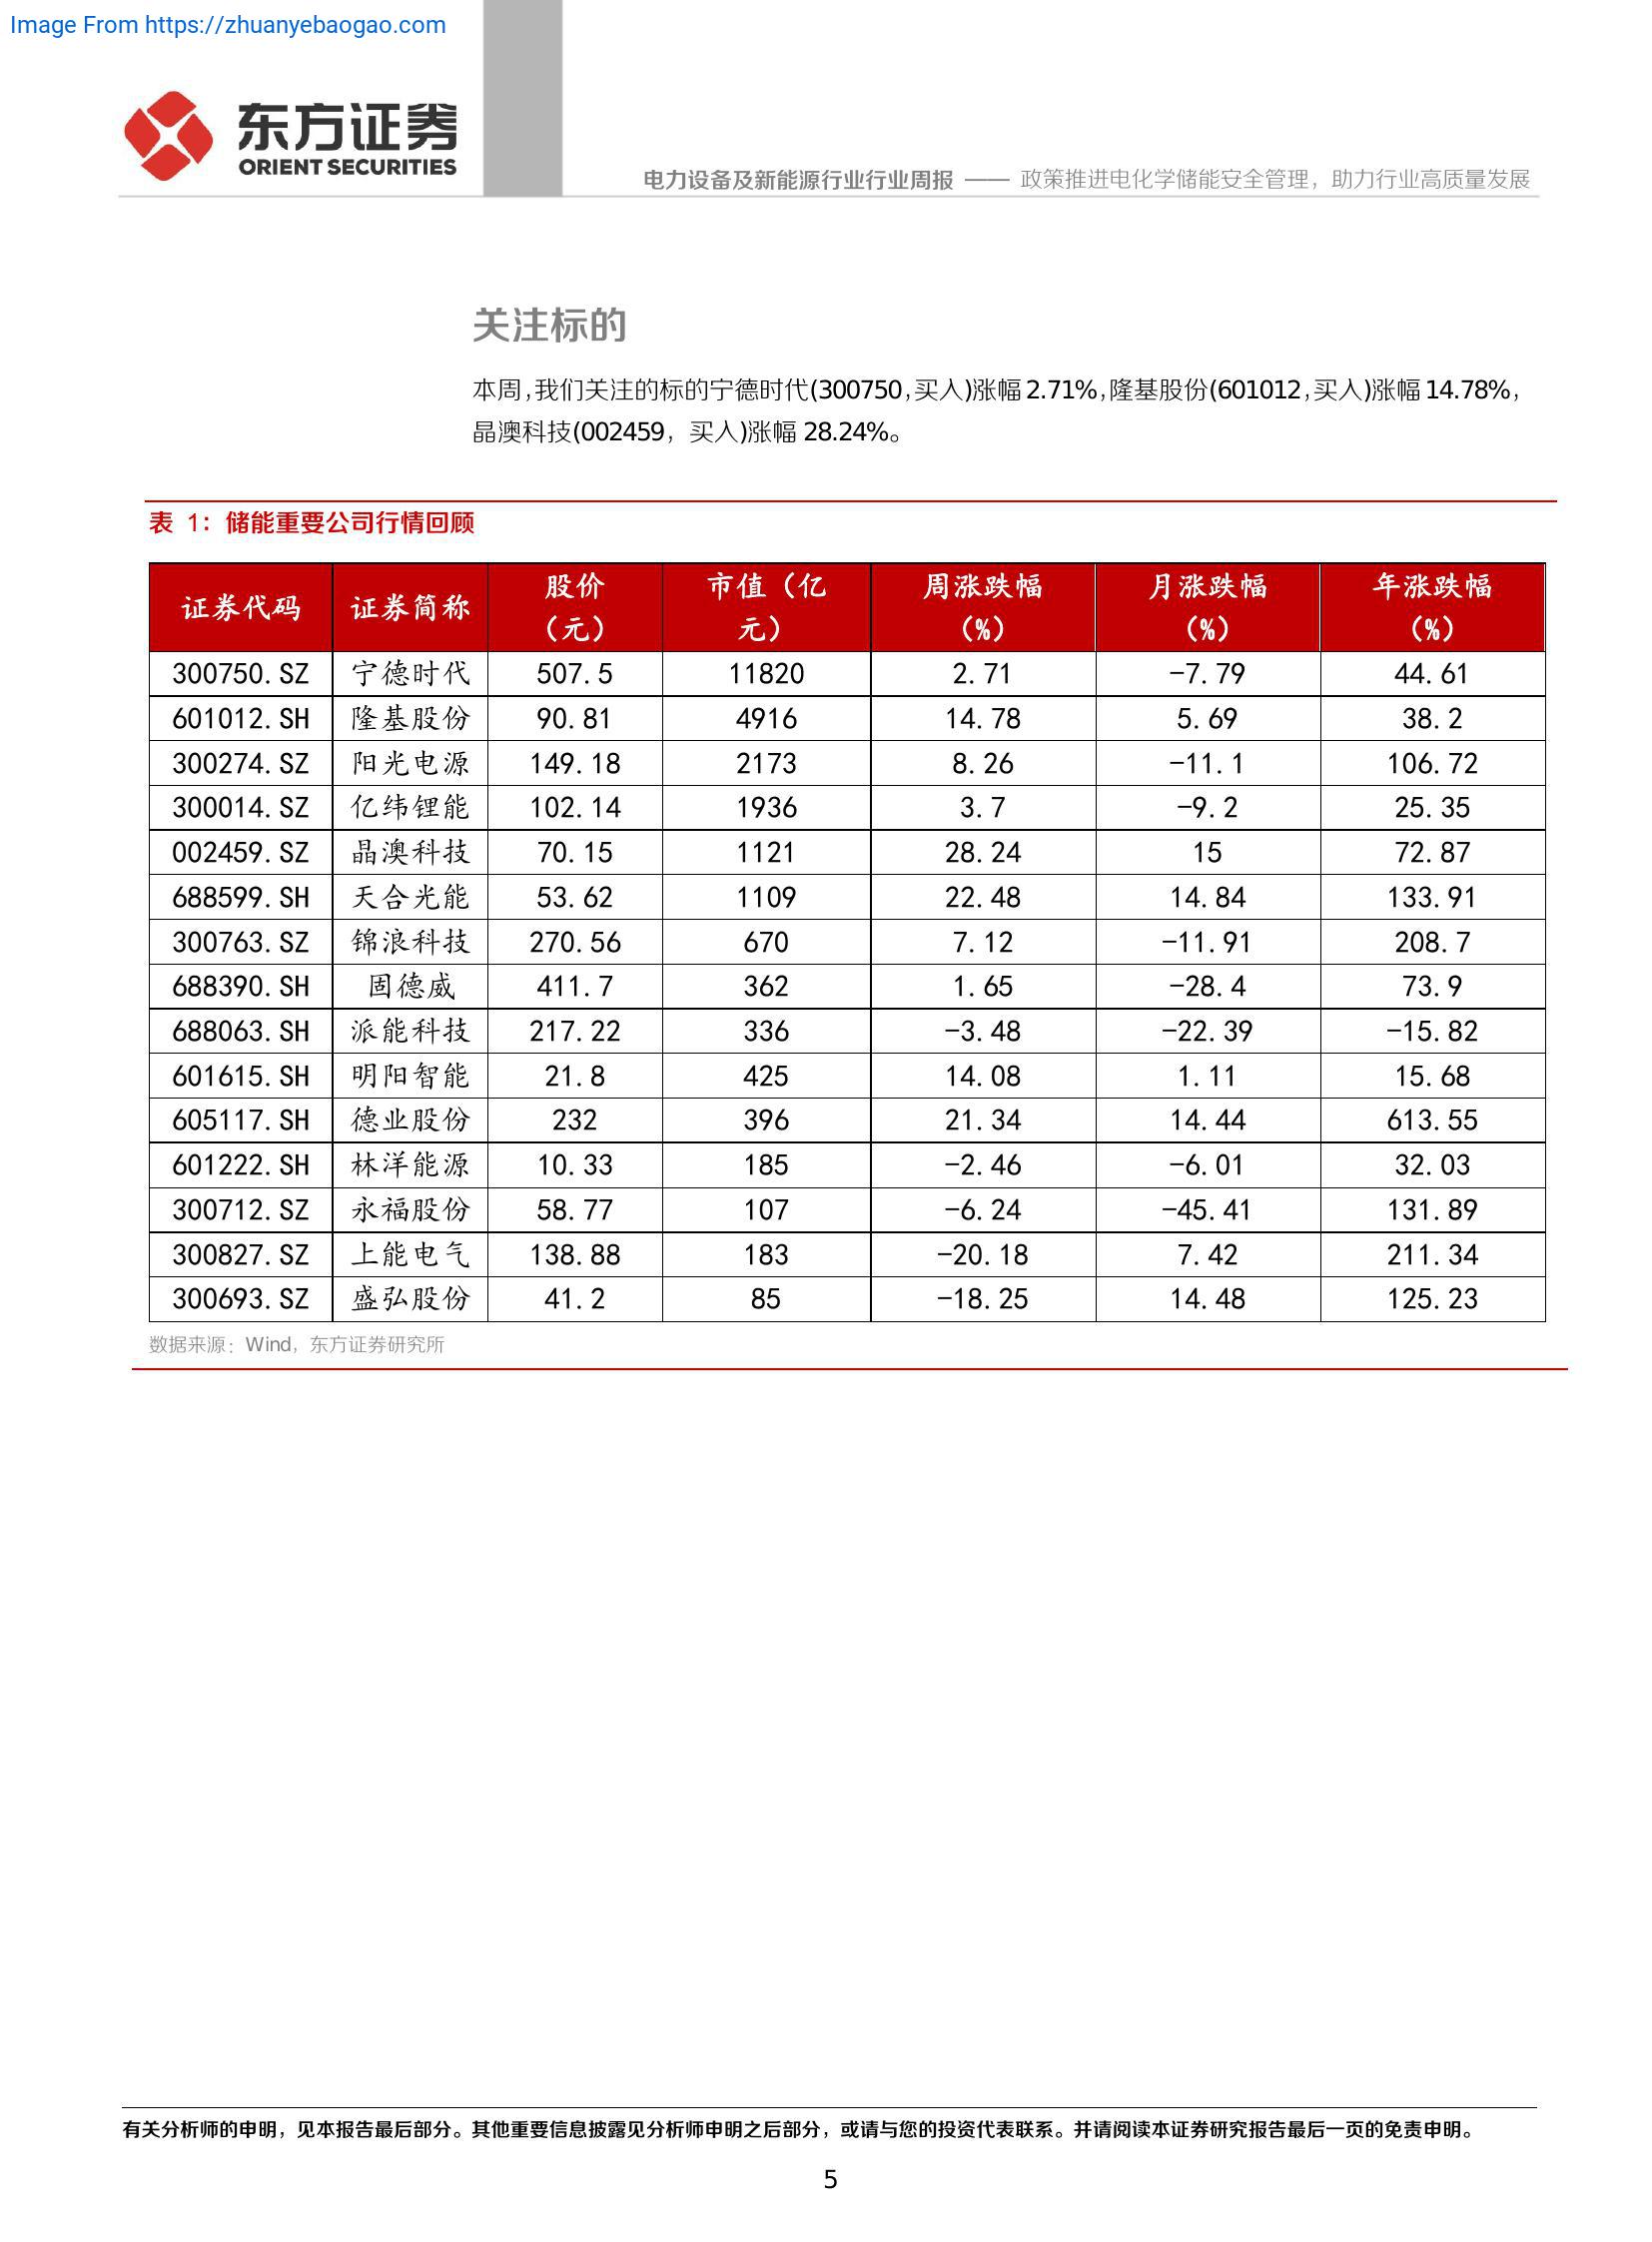 Image From https://zhuanyebaogao.com
东方证券
ORIENT SECURITIES
电力设备及新能源行业行业周报 —— 政策推进电化学储能安全管理，助力行业高质量发展
关注标的
本周，我们关注的标的宁德时代(300750，买入)涨幅 2.71%，隆基股份(601012，买入)涨幅 14.78%，
晶澳科技(002459，买入)涨幅 28.24%。
表 1：储能重要公司行情回顾
证券代码 证券简称 股价（元） 市值（亿元） 周涨跌幅（%） 月涨跌幅（%） 年涨跌幅（%）
300750.SZ 宁德时代 507.5 11820 2.71 -7.79 44.61
601012.SH 隆基股份 90.81 4916 14.78 5.69 38.2
300274.SZ 阳光电源 149.18 2173 8.26 -11.1 106.72
300014.SZ 亿纬锂能 102.14 1936 3.7 -9.2 25.35
002459.SZ 晶澳科技 70.15 1121 28.24 15 72.87
688599.SH 天合光能 53.62 1109 22.48 14.84 133.91
300763.SZ 锦浪科技 270.56 670 7.12 -11.91 208.7
688390.SH 固德威 411.7 362 1.65 -28.4 73.9
688063.SH 派能科技 217.22 336 -3.48 -22.39 -15.82
601615.SH 明阳智能 21.8 425 14.08 1.11 15.68
605117.SH 德业股份 232 396 21.34 14.44 613.55
601222.SH 林洋能源 10.33 185 -2.46 -6.01 32.03
300712.SZ 永福股份 58.77 107 -6.24 -45.41 131.89
300827.SZ 上能电气 138.88 183 -20.18 7.42 211.34
300693.SZ 盛弘股份 41.2 85 -18.25 14.48 125.23
数据来源：Wind，东方证券研究所
有关分析师的申明，见本报告最后部分。其他重要信息披露见分析师申明之后部分，或请与您的投资代表联系。并请阅读本证券研究报告最后一页的免责申明。
5